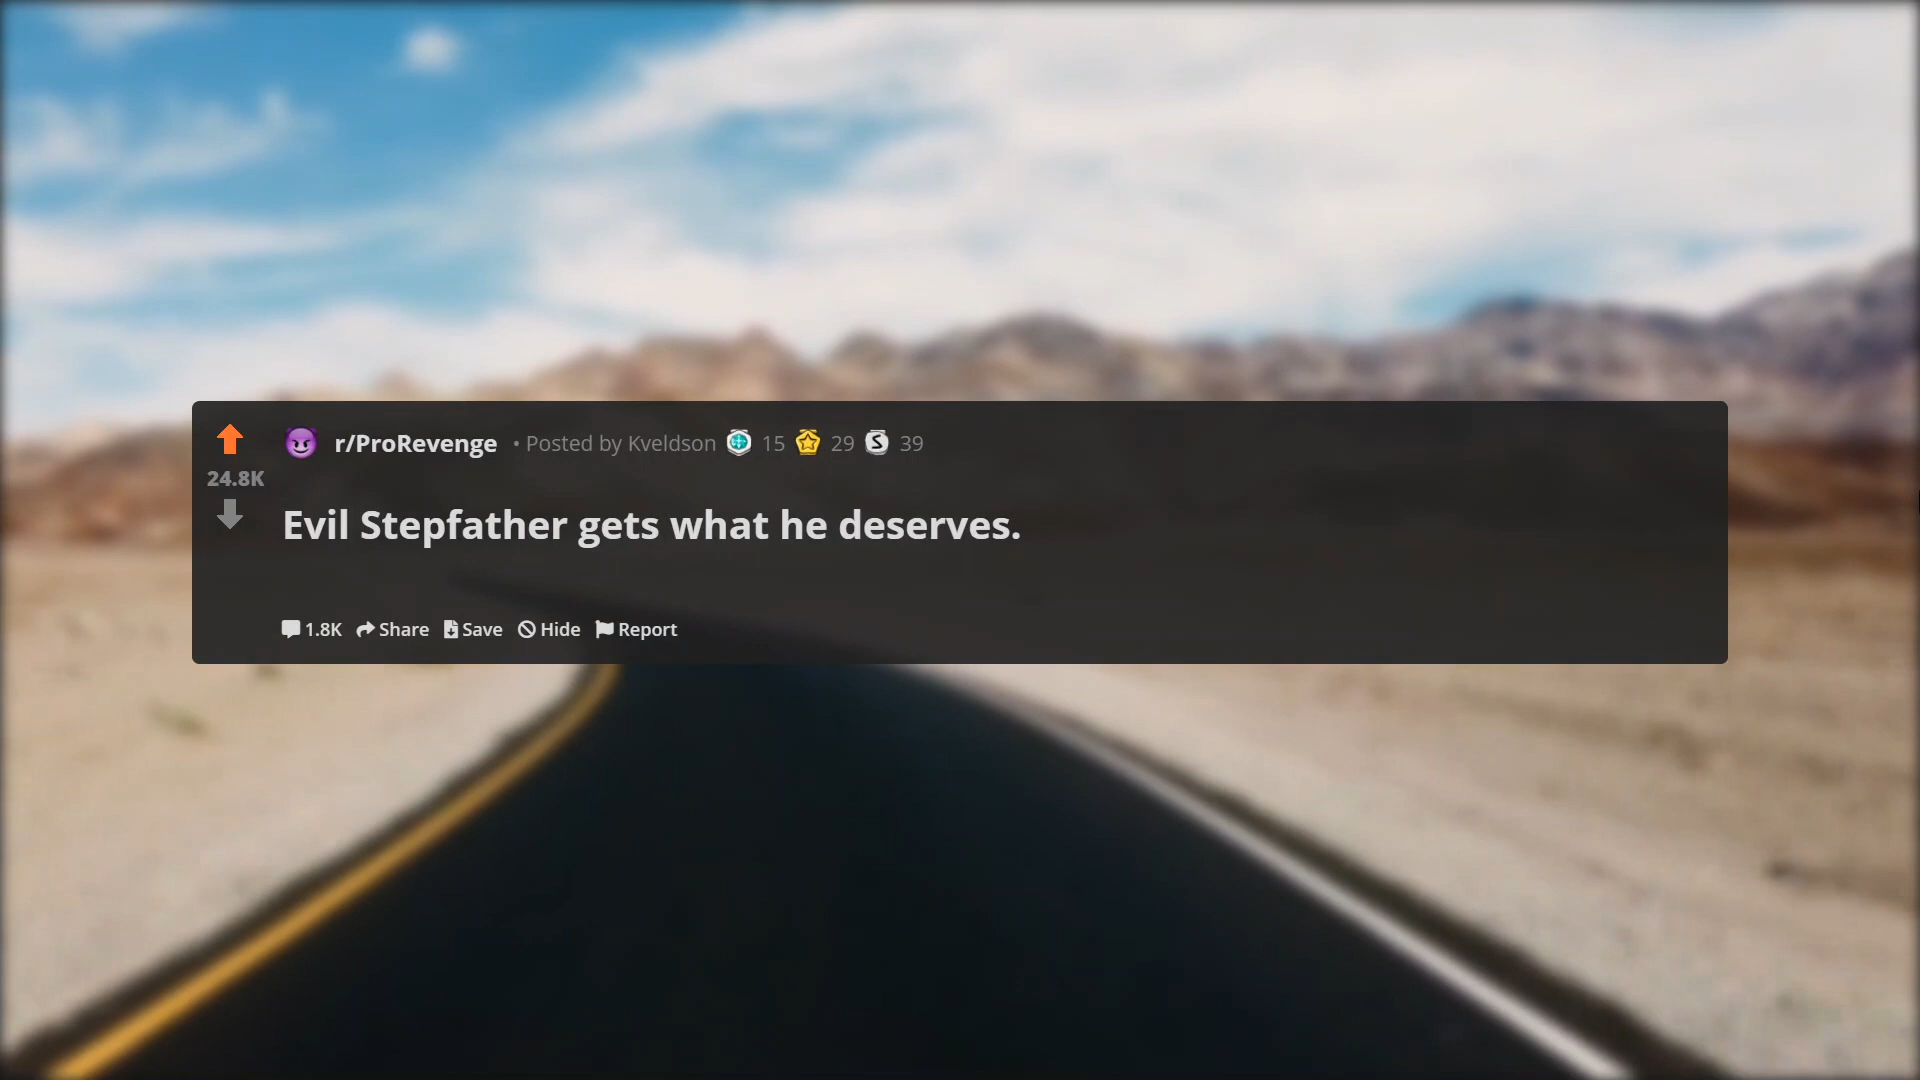 r/ProRevenge • Posted by Kveldson 15 29 39
24.8K
Evil Stepfather gets what he deserves.
1.8K Share Save Hide Report